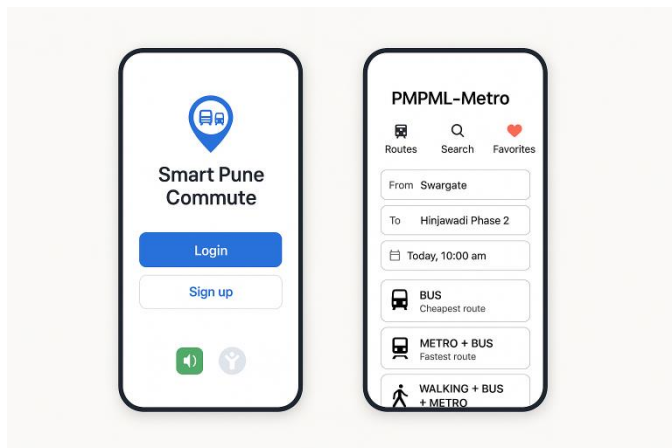 Smart Pune
Commute
Login
Sign up
PMPML-Metro
Routes Search Favorites
From Swargate
To Hinjawadi Phase 2
Today, 10:00 am
BUS
Cheapest route
METRO + BUS
Fastest route
WALKING + BUS
+ METRO